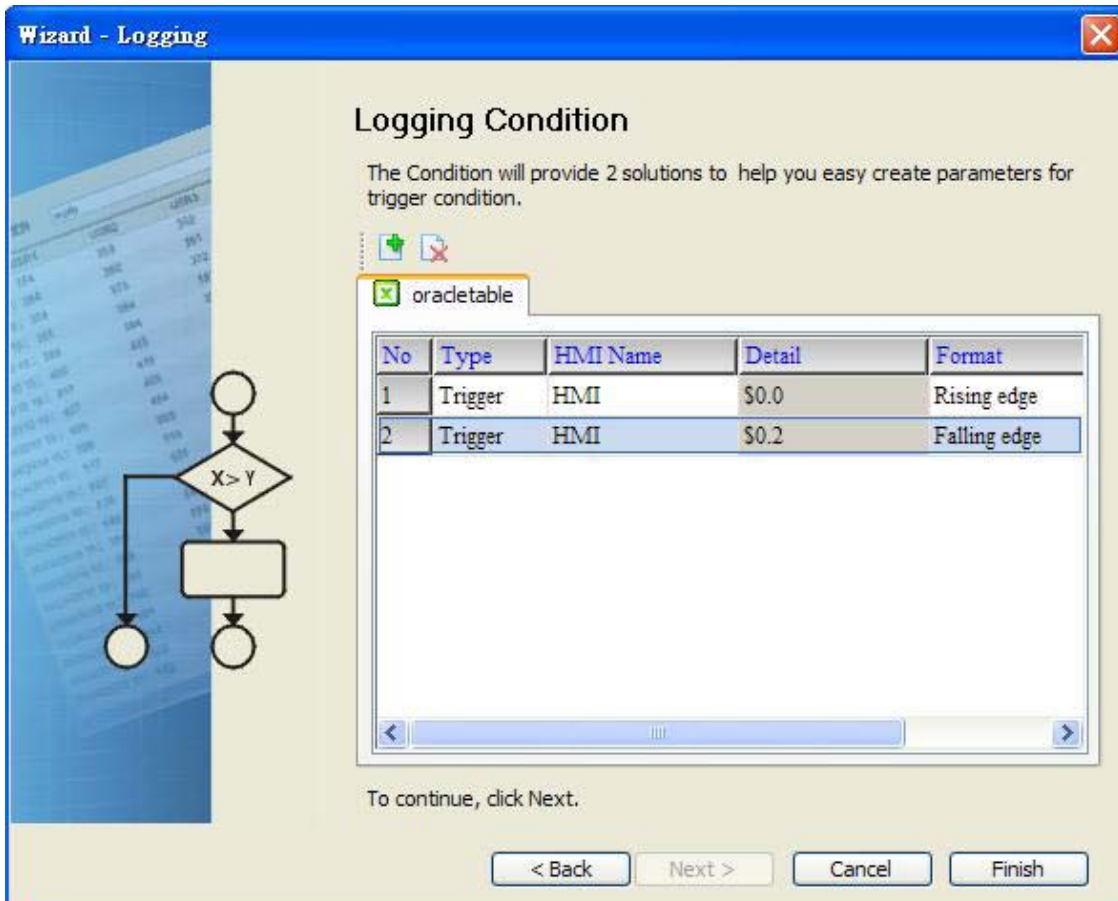 Wizard - Logging
Logging Condition
The Condition will provide 2 solutions to help you easy create parameters for
trigger condition.
oracletable
No Type HMI Name Detail Format
1 Trigger HMI $0.0 Rising edge
2 Trigger HMI $0.2 Falling edge
X> Y
To continue, click Next.
< Back Next > Cancel Finish